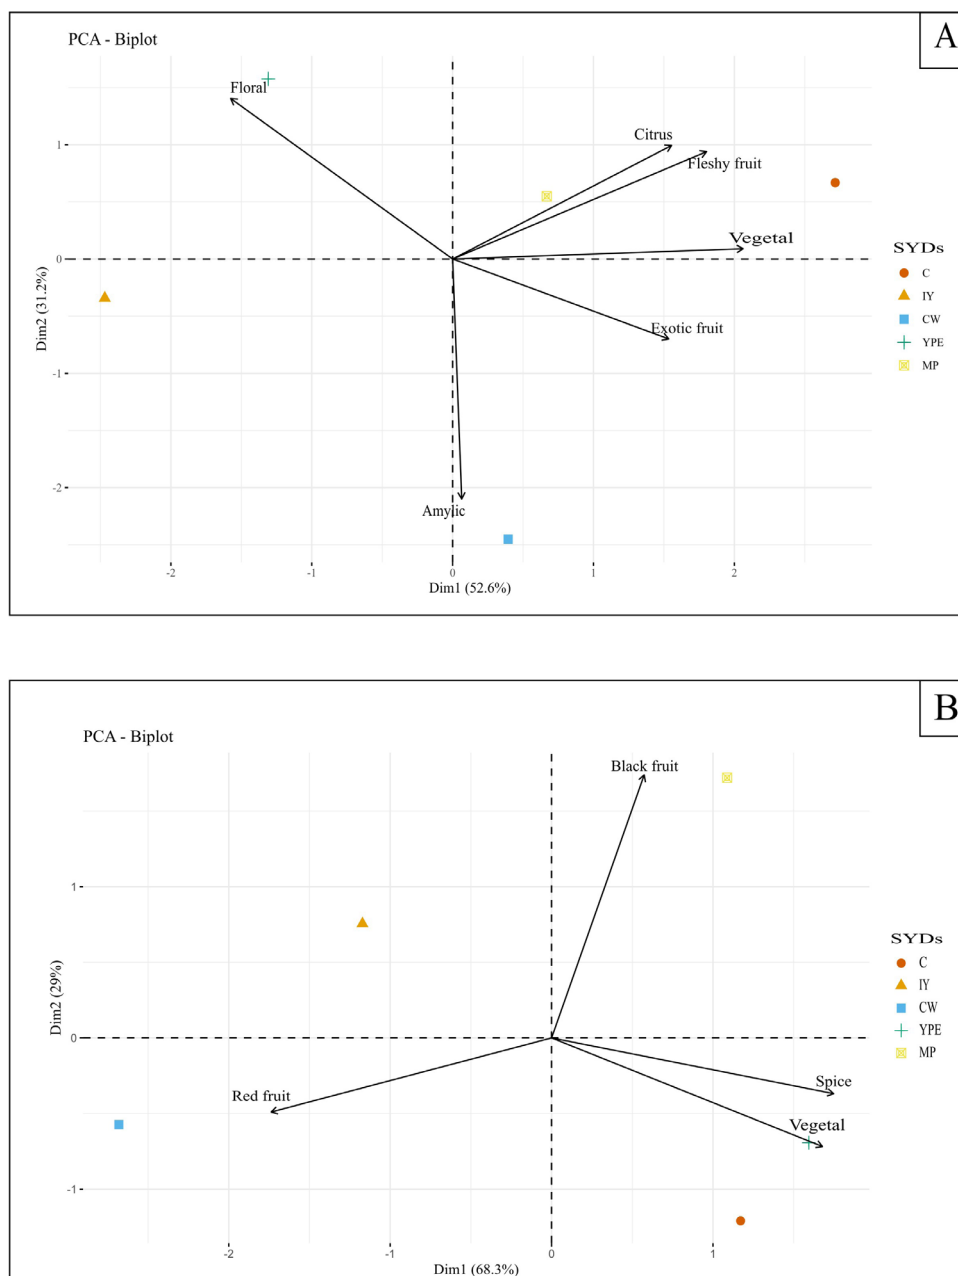 A
PCA - Biplot
Floral
Citrus
Fleshy fruit
Vegetal
Exotic fruit
Amylic
1
0
-1
-2
Dim2 (31.2%)
-2
-1
0
1
2
Dim1 (52.6%)
SYDs
C
IY
CW
YPE
MP
B
PCA - Biplot
Black fruit
Red fruit
Spice
Vegetal
1
0
-1
Dim2 (29%)
-2
-1
0
1
Dim1 (68.3%)
SYDs
C
IY
CW
YPE
MP